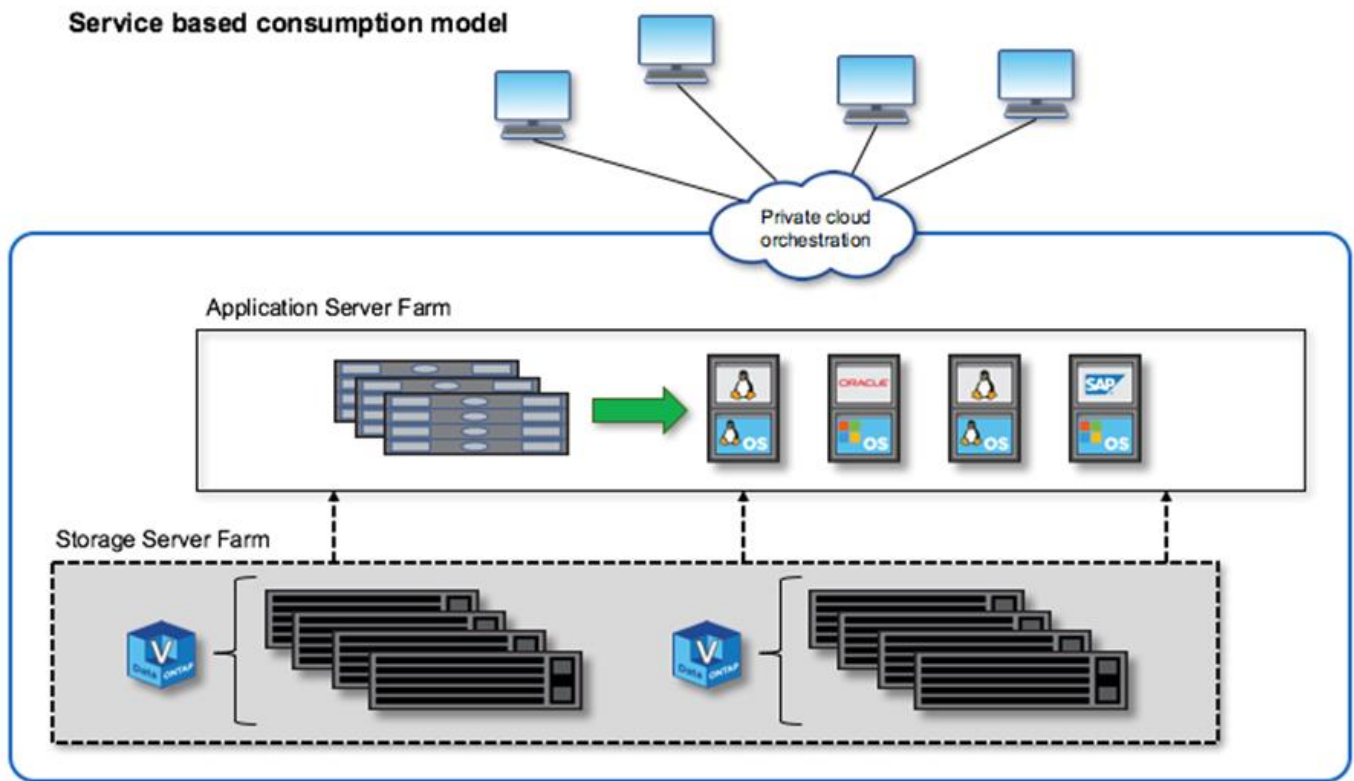 Service based consumption model
Private cloud
orchestration
Application Server Farm
ORACLE
SAP
OS
OS
OS
OS
Storage Server Farm
V
Data ONTAP
V
Data ONTAP